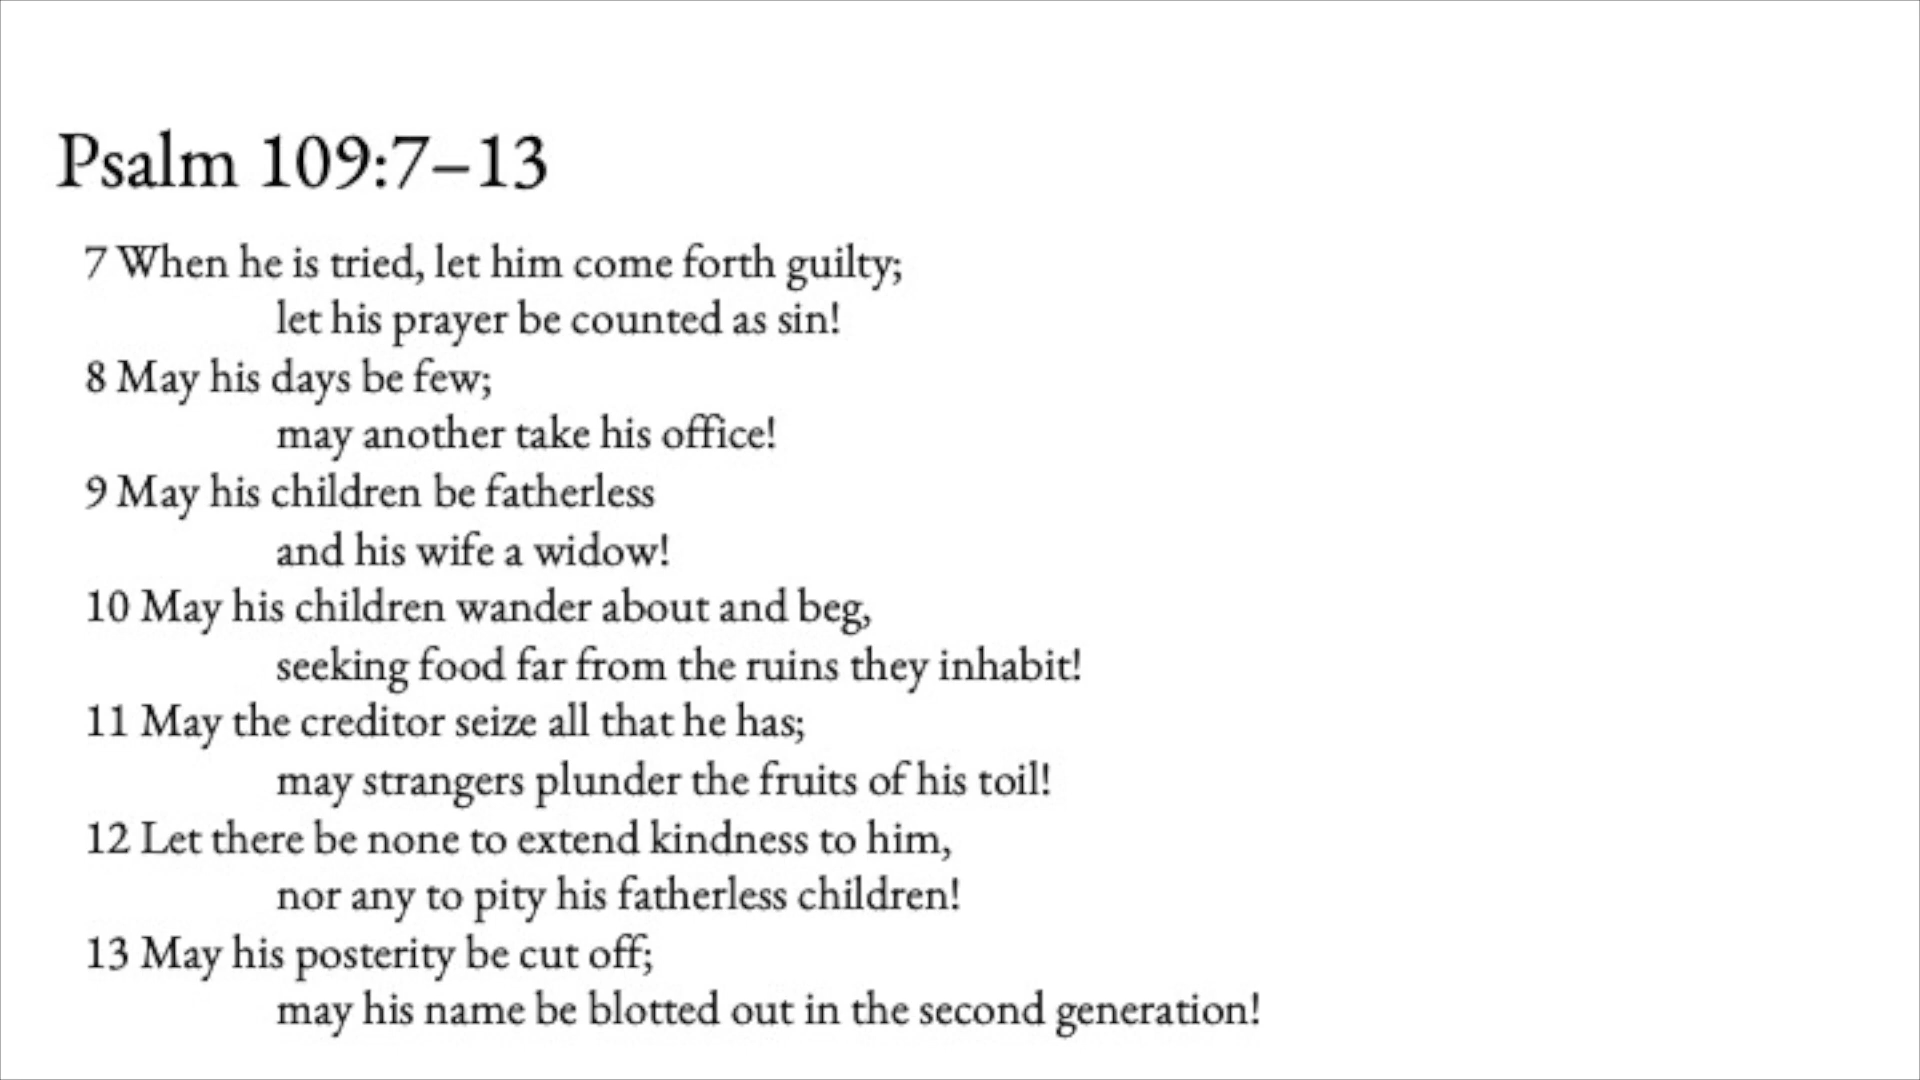 Psalm 109:7–13
7 When he is tried, let him come forth guilty;
let his prayer be counted as sin!
8 May his days be few;
may another take his office!
9 May his children be fatherless
and his wife a widow!
10 May his children wander about and beg,
seeking food far from the ruins they inhabit!
11 May the creditor seize all that he has;
may strangers plunder the fruits of his toil!
12 Let there be none to extend kindness to him,
nor any to pity his fatherless children!
13 May his posterity be cut off;
may his name be blotted out in the second generation!